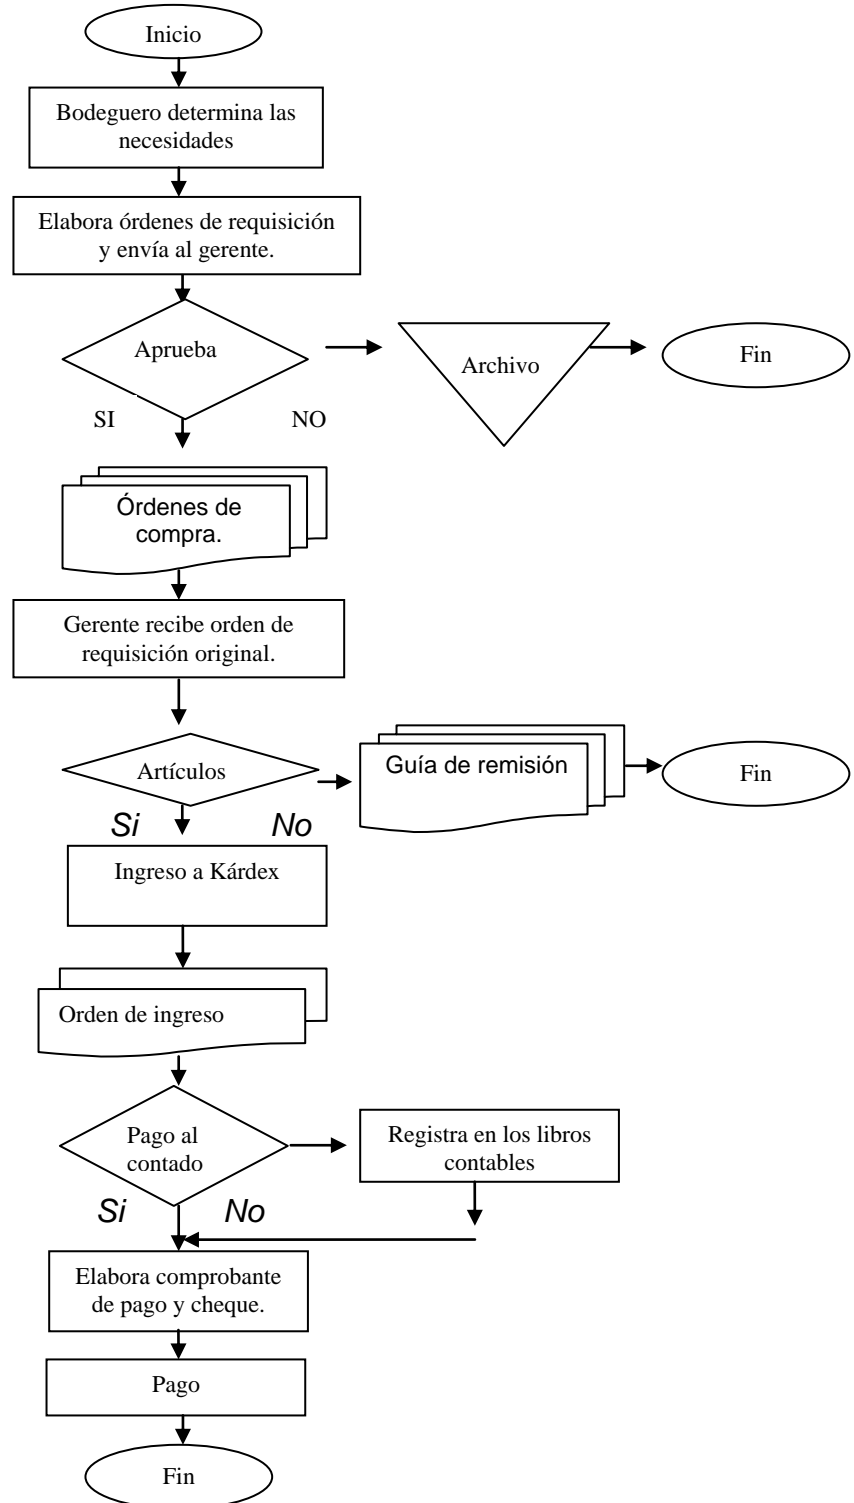 Inicio
Bodeguero determina las
necesidades
Elabora órdenes de requisición
y envía al gerente.
Aprueba
Archivo
Fin
SI
NO
Órdenes de
compra.
Gerente recibe orden de
requisición original.
Artículos
Guía de remisión
Fin
Si
No
Ingreso a Kárdex
Orden de ingreso
Pago al
contado
Registra en los libros
contables
Si
No
Elabora comprobante
de pago y cheque.
Pago
Fin